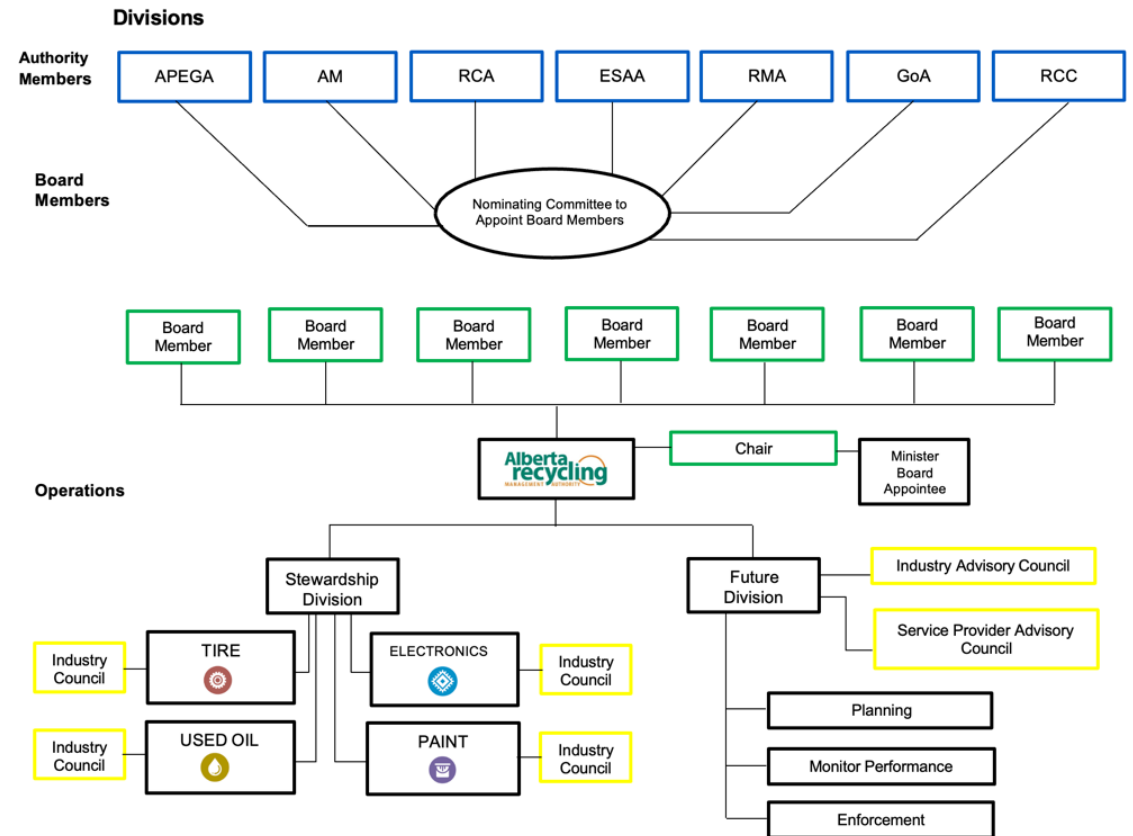 Divisions
Authority
Members
APEGA
AM
RCA
ESAA
RMA
GoA
RCC
Board
Members
Nominating Committee to
Appoint Board Members
Board
Member
Board
Member
Board
Member
Board
Member
Board
Member
Board
Member
Board
Member
Alberta
recycling
MANAGEMENT AUTHORITY
Chair
Minister
Board
Appointee
Operations
Stewardship
Division
Future
Division
Industry Advisory Council
Service Provider Advisory
Council
Industry
Council
TIRE
ELECTRONICS
Industry
Council
Industry
Council
USED OIL
PAINT
Industry
Council
Planning
Monitor Performance
Enforcement